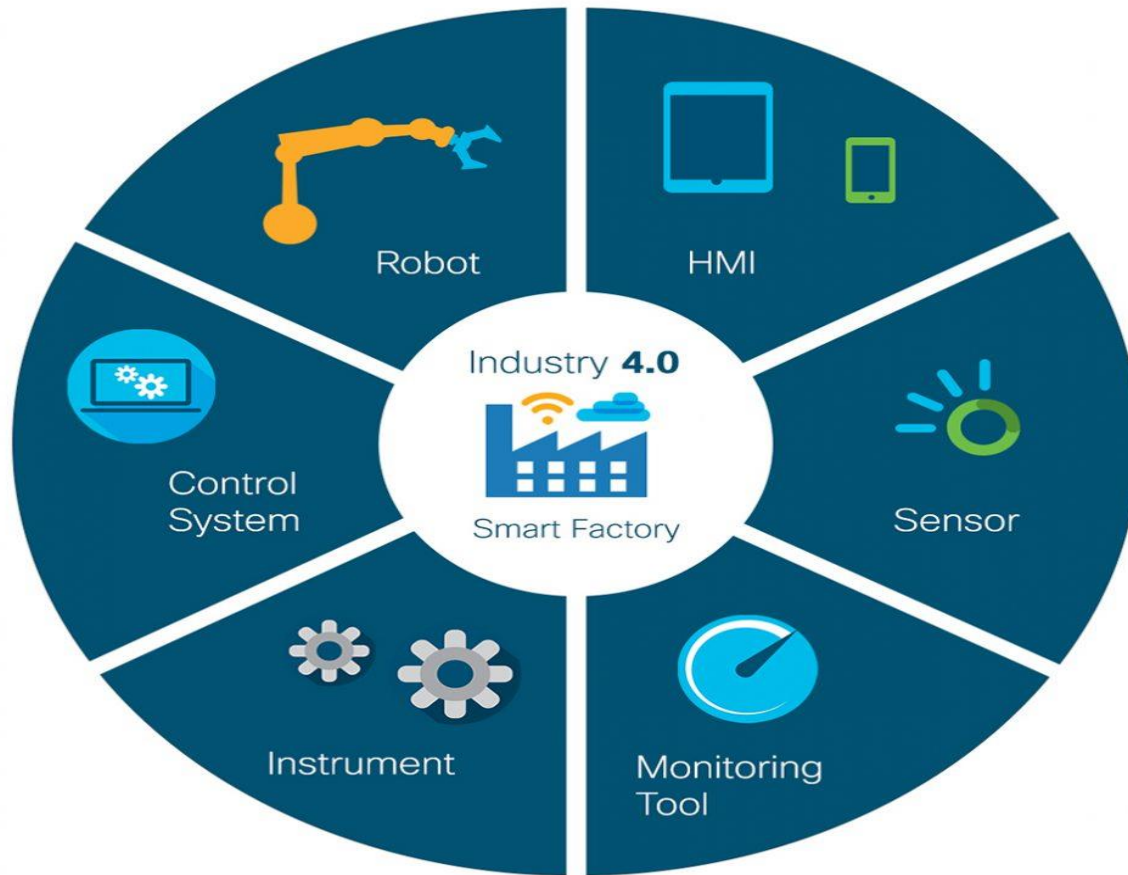 Robot
HMI
Industry 4.0
Smart Factory
Control
System
Sensor
Instrument
Monitoring
Tool